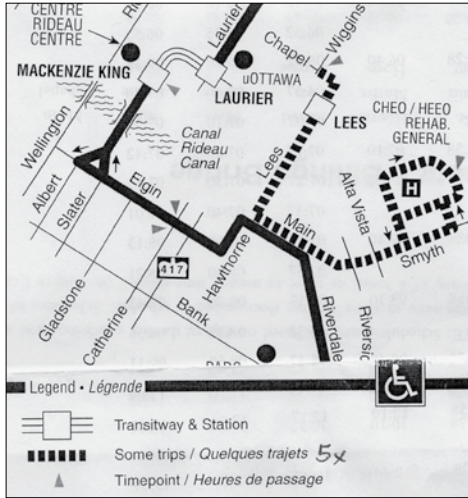 CENTRE
RIDEAU
CENTRE
Laurier
Chapel
Wiggins
MACKENZIE KING
uOTTAWA
LAURIER
LEES
CHEO / HEEO
REHAB.
GENERAL
Wellington
Canal
Rideau
Canal
Lees
Alta Vista
H
Albert
Slater
Elgin
Main
Smyth
417
Hawthorne
Gladstone
Catherine
Bank
Riverdale
Legend • Légende
Transitway & Station
Some trips / Quelques trajets 5x
Timepoint / Heures de passage